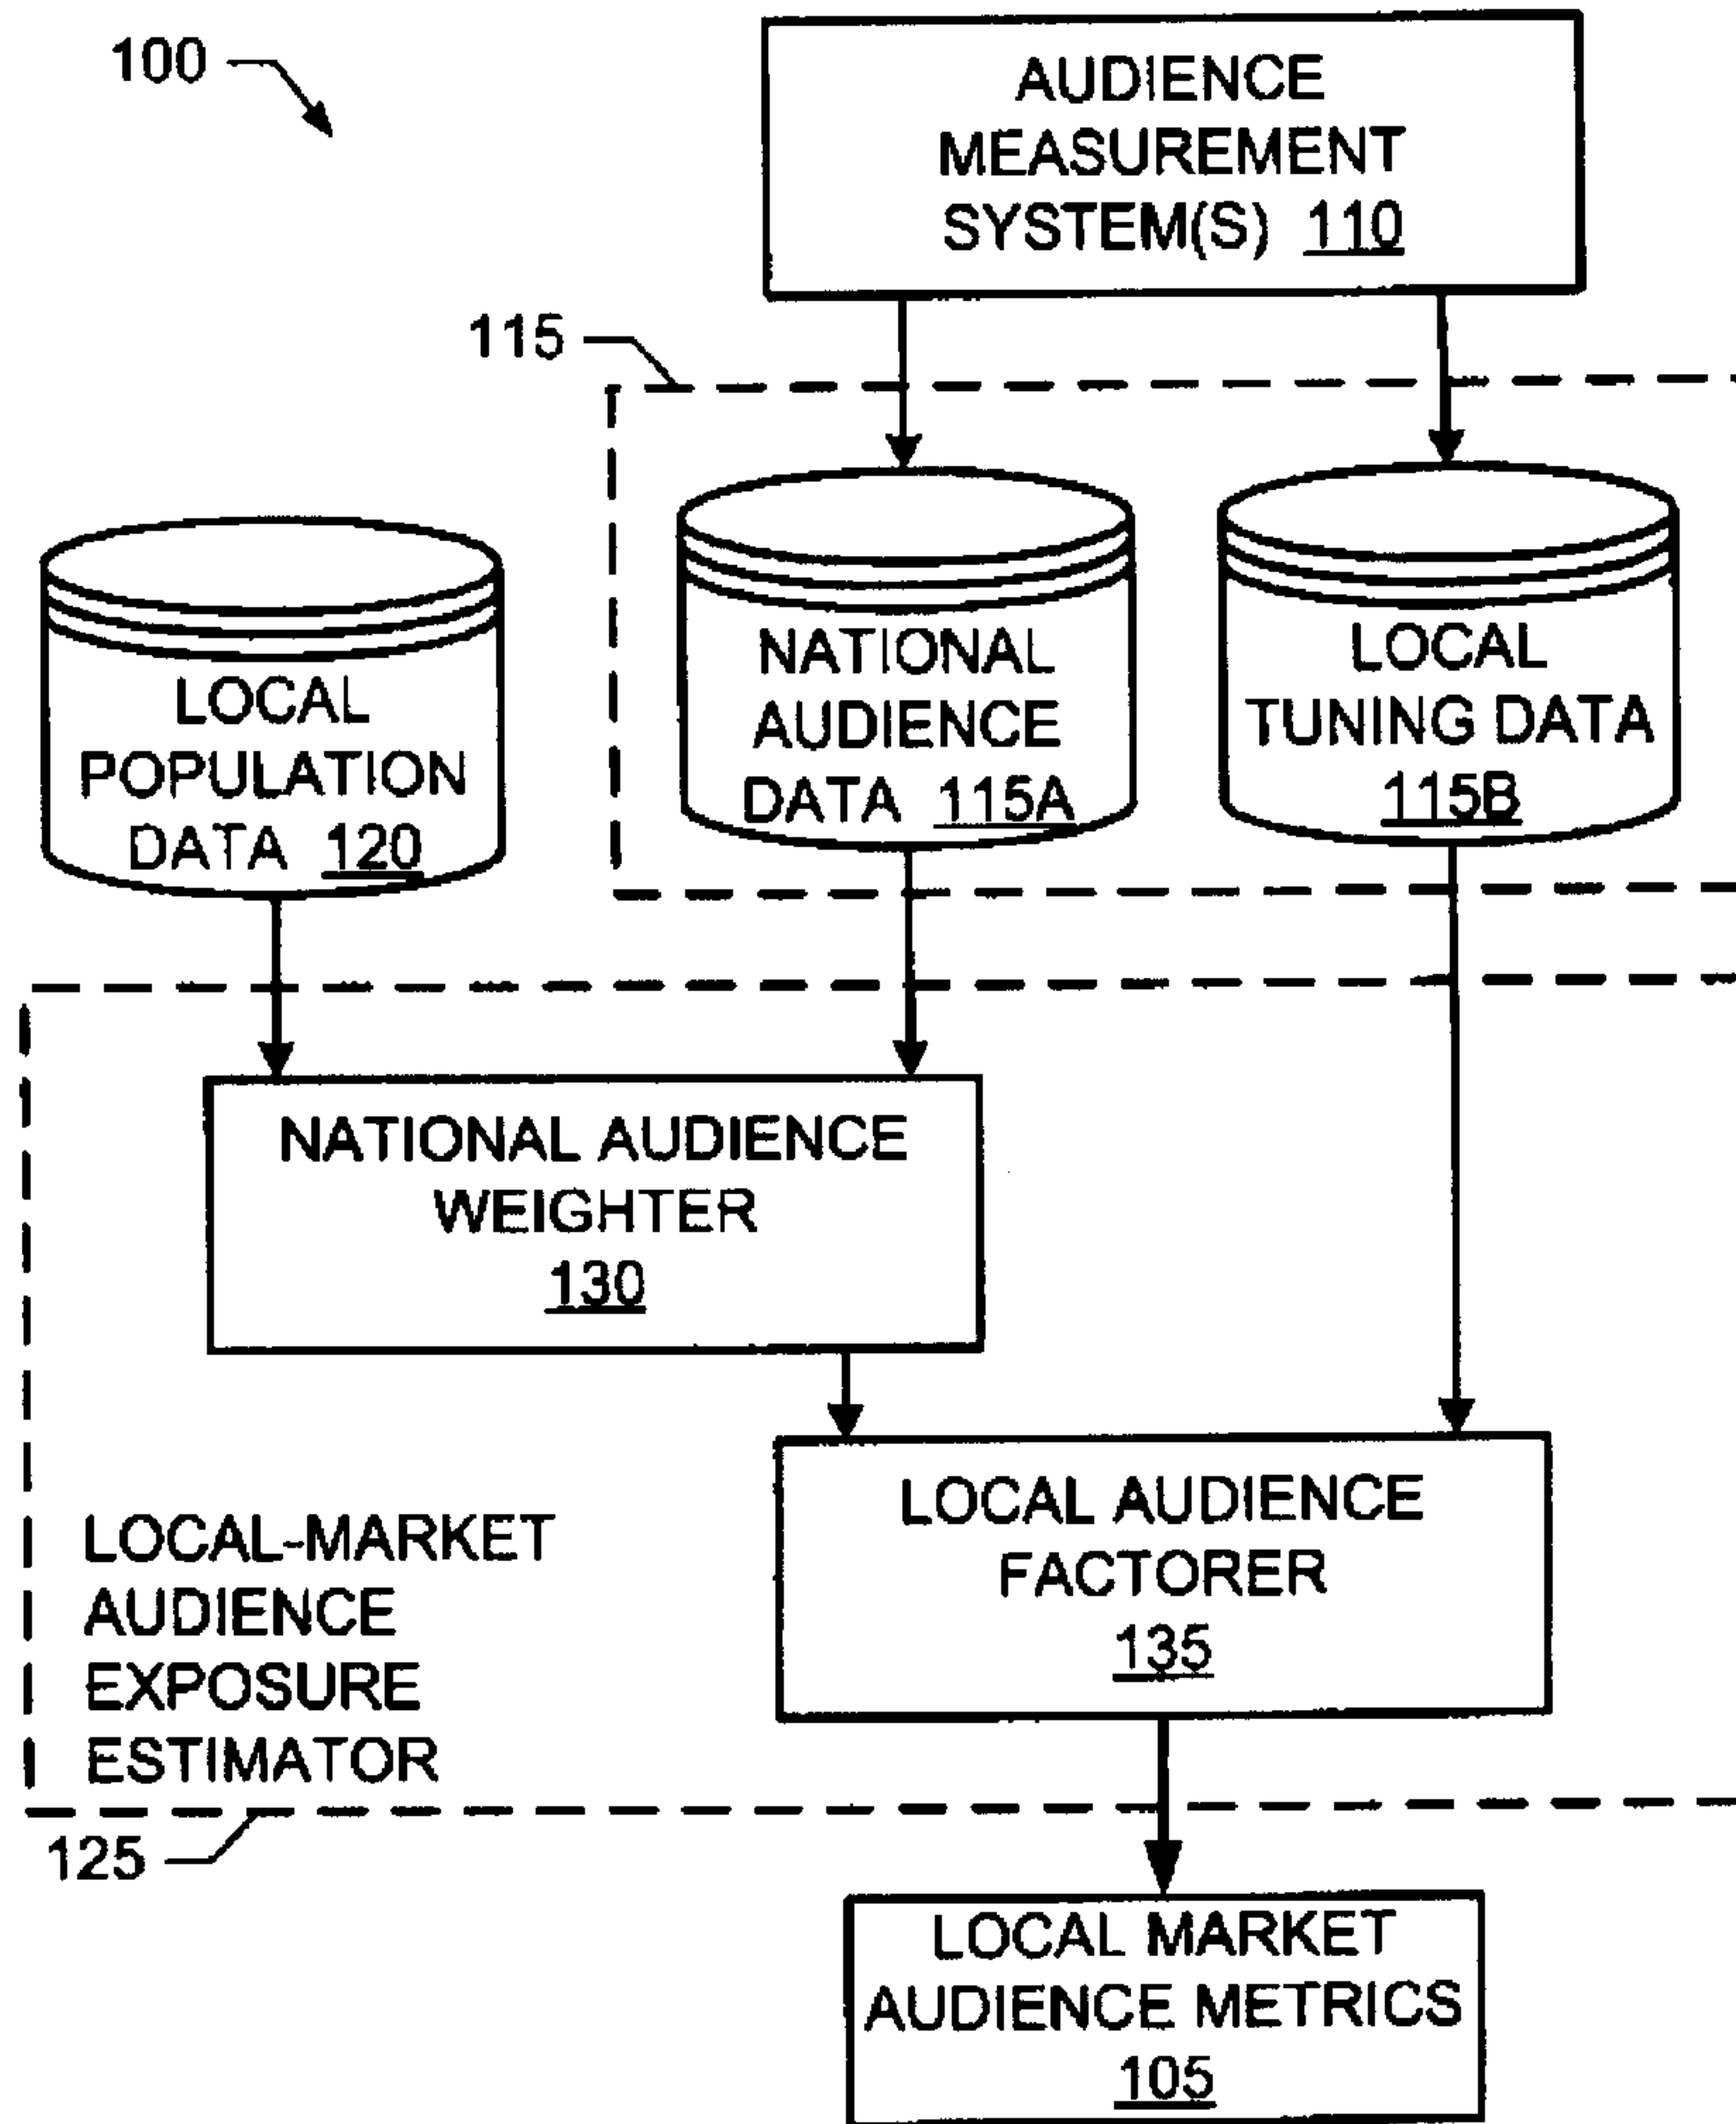 100
AUDIENCE
MEASUREMENT
SYSTEM(S) 110
115
LOCAL
POPULATION
DATA 120
NATIONAL
AUDIENCE
DATA 115A
LOCAL
TUNING DATA
115B
NATIONAL AUDIENCE
WEIGHTER
130
LOCAL AUDIENCE
FACTORER
135
LOCAL-MARKET
AUDIENCE
EXPOSURE
ESTIMATOR
125
LOCAL MARKET
AUDIENCE METRICS
105